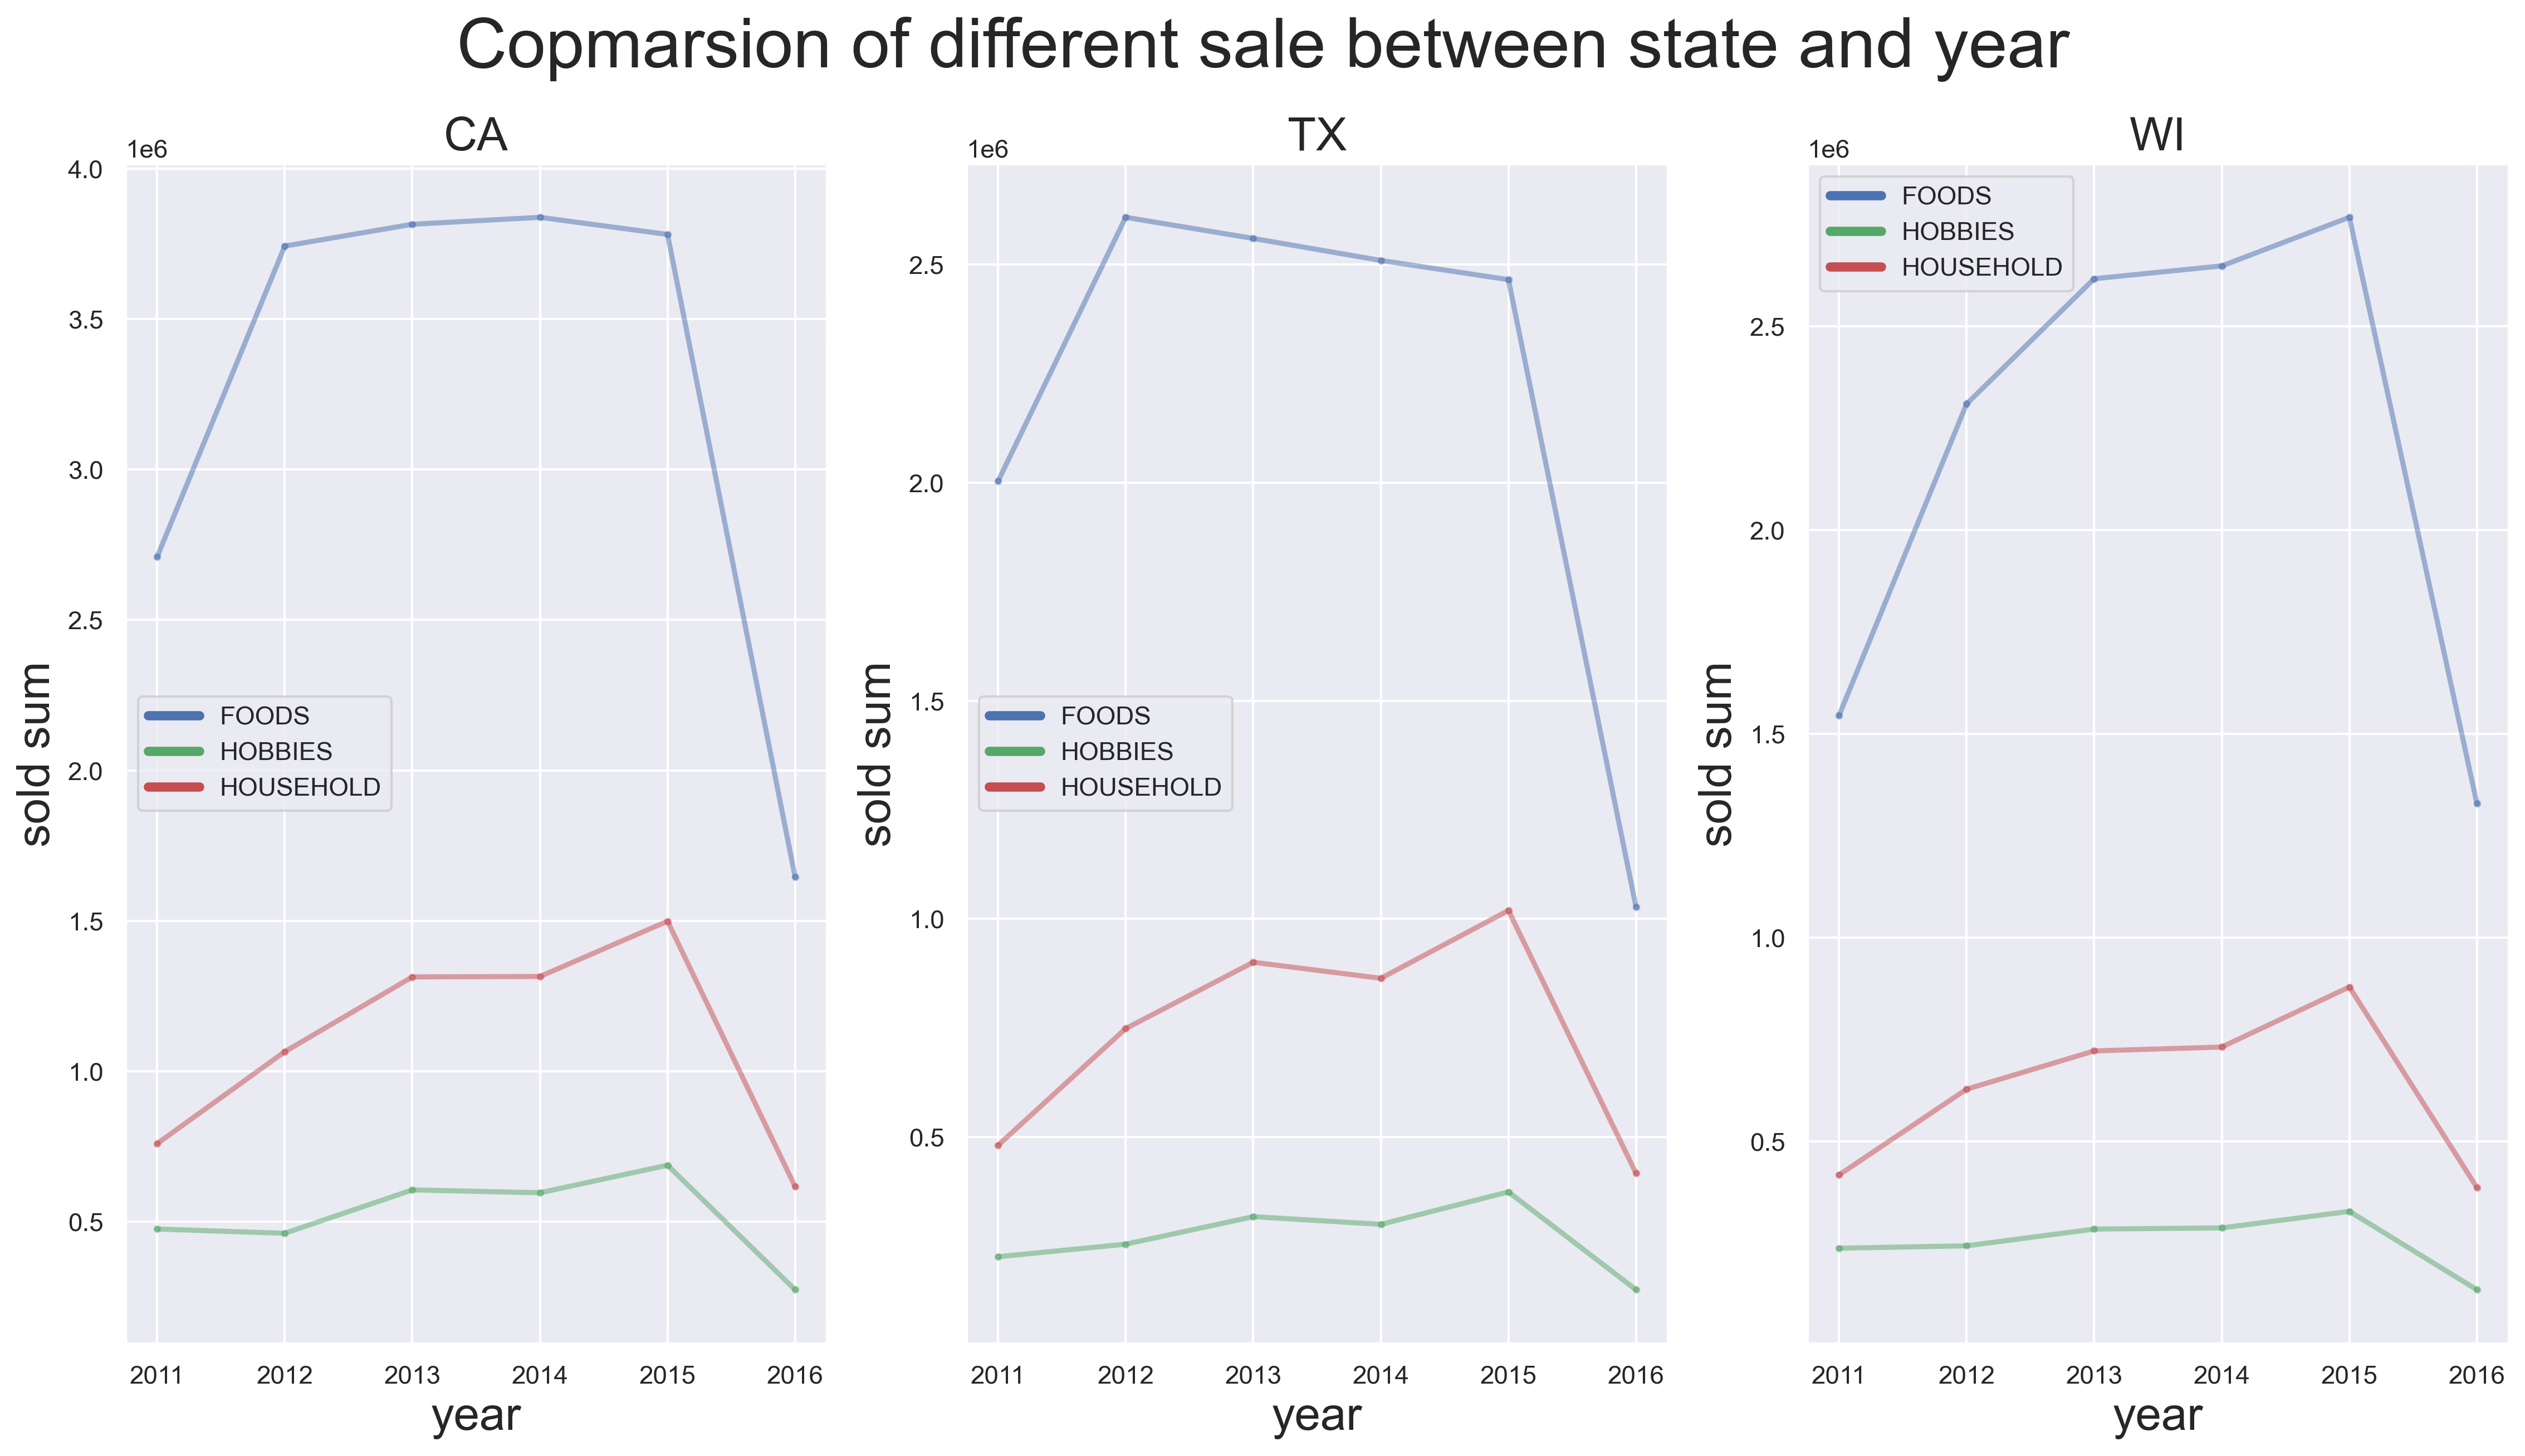 Copmarsion of different sale between state and year
CA
1e6
4.0
3.5
3.0
2.5
2.0
1.5
1.0
0.5
sold sum
FOODS
HOBBIES
HOUSEHOLD
2011 2012 2013 2014 2015 2016
year
TX
1e6
2.5
2.0
1.5
1.0
0.5
sold sum
FOODS
HOBBIES
HOUSEHOLD
2011 2012 2013 2014 2015 2016
year
WI
1e6
FOODS
HOBBIES
HOUSEHOLD
2.5
2.0
1.5
1.0
0.5
sold sum
2011 2012 2013 2014 2015 2016
year